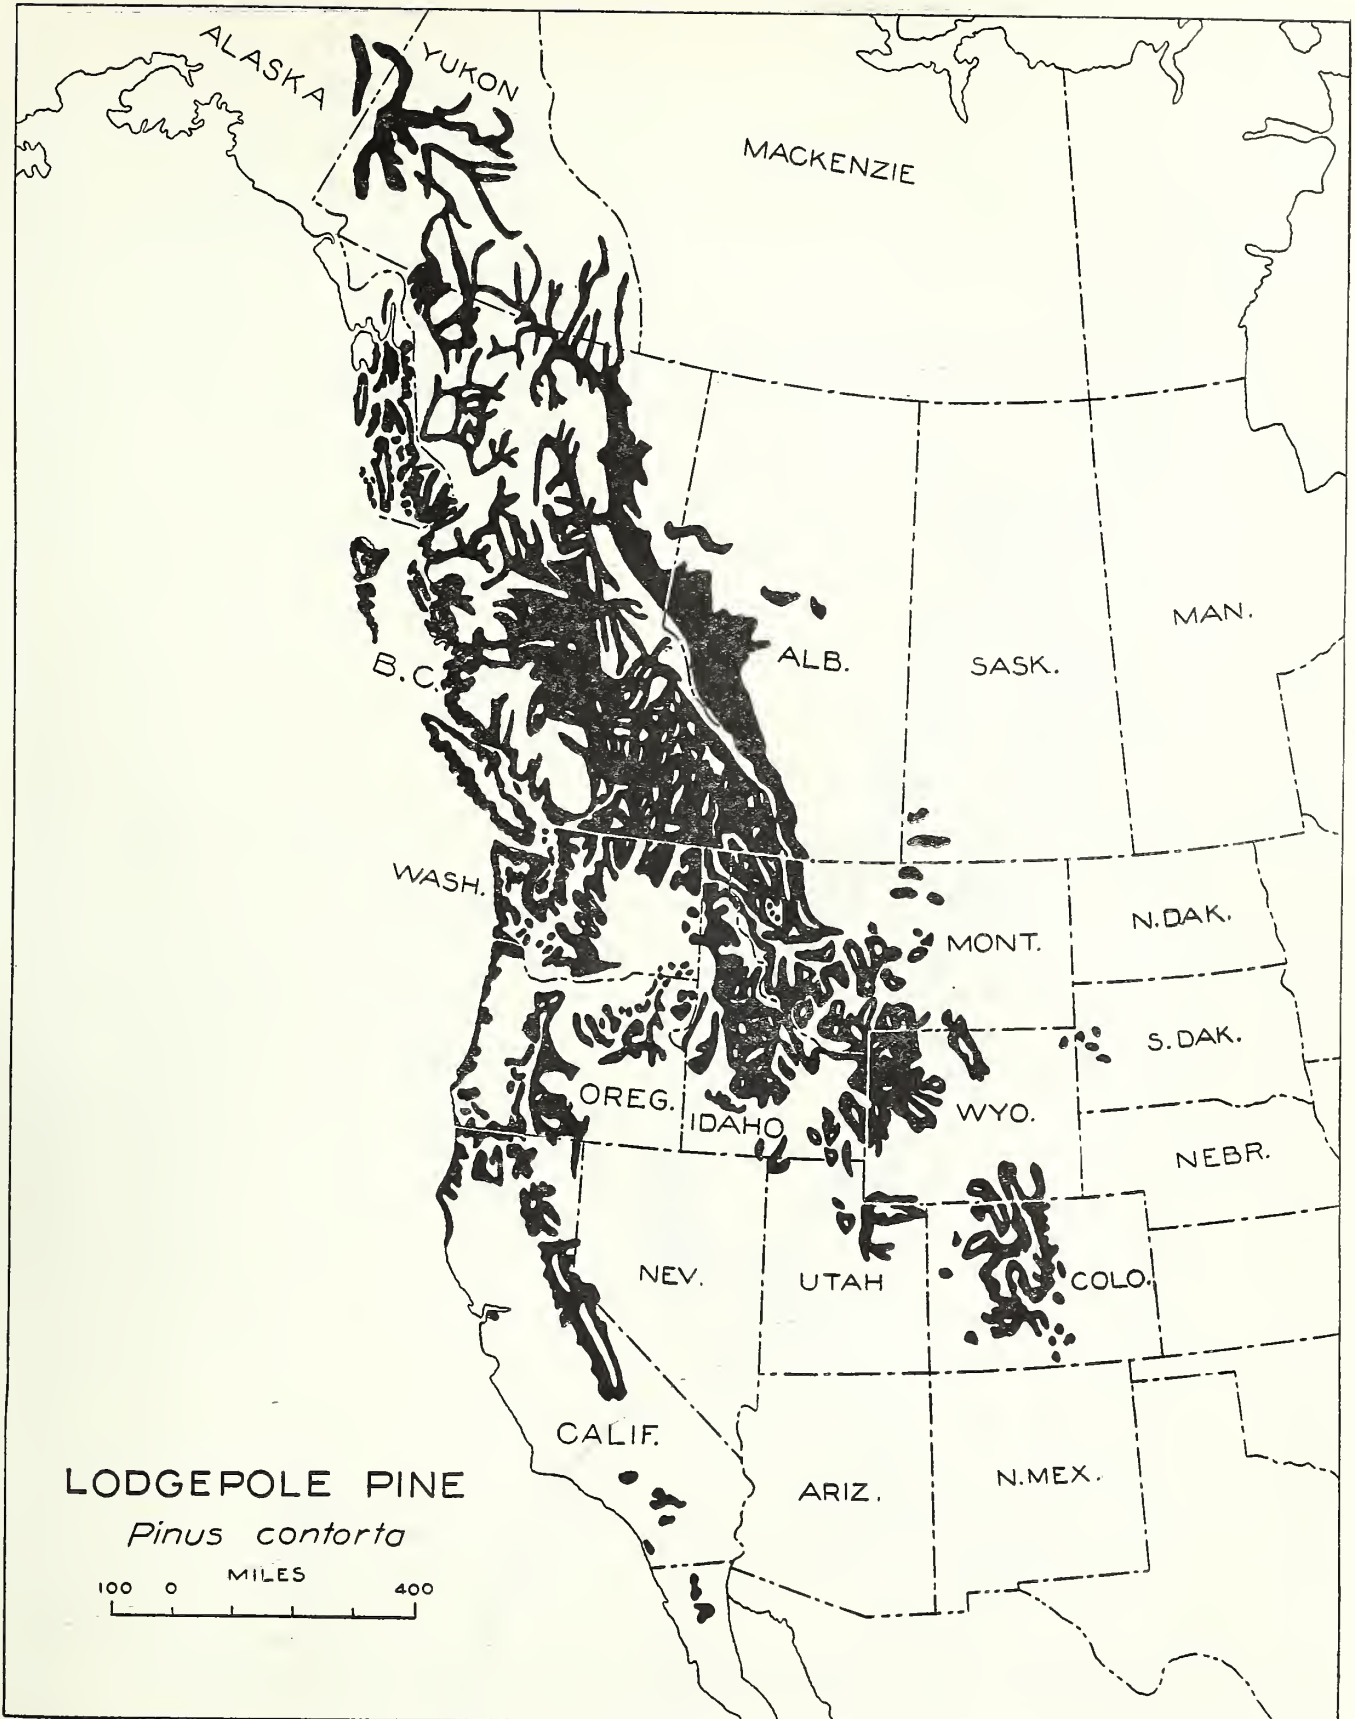 ALASKA
YUKON
MACKENZIE
B.C.
ALB.
SASK.
MAN.
WASH.
MONT.
N.DAK.
S.DAK.
OREG.
IDAHO
WYO.
NEBR.
NEV.
UTAH
COLO.
CALIF.
ARIZ.
N.MEX.
LODGEPOLE PINE
Pinus contorta
MILES
100 0 400